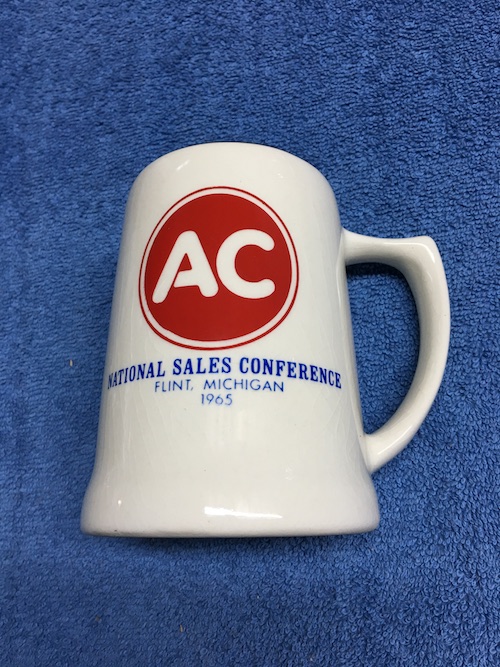 AC
NATIONAL SALES CONFERENCE
FLINT, MICHIGAN
1965